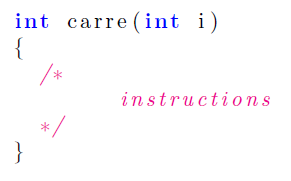 int carre(int i)
{
/*
instructions
*/
}